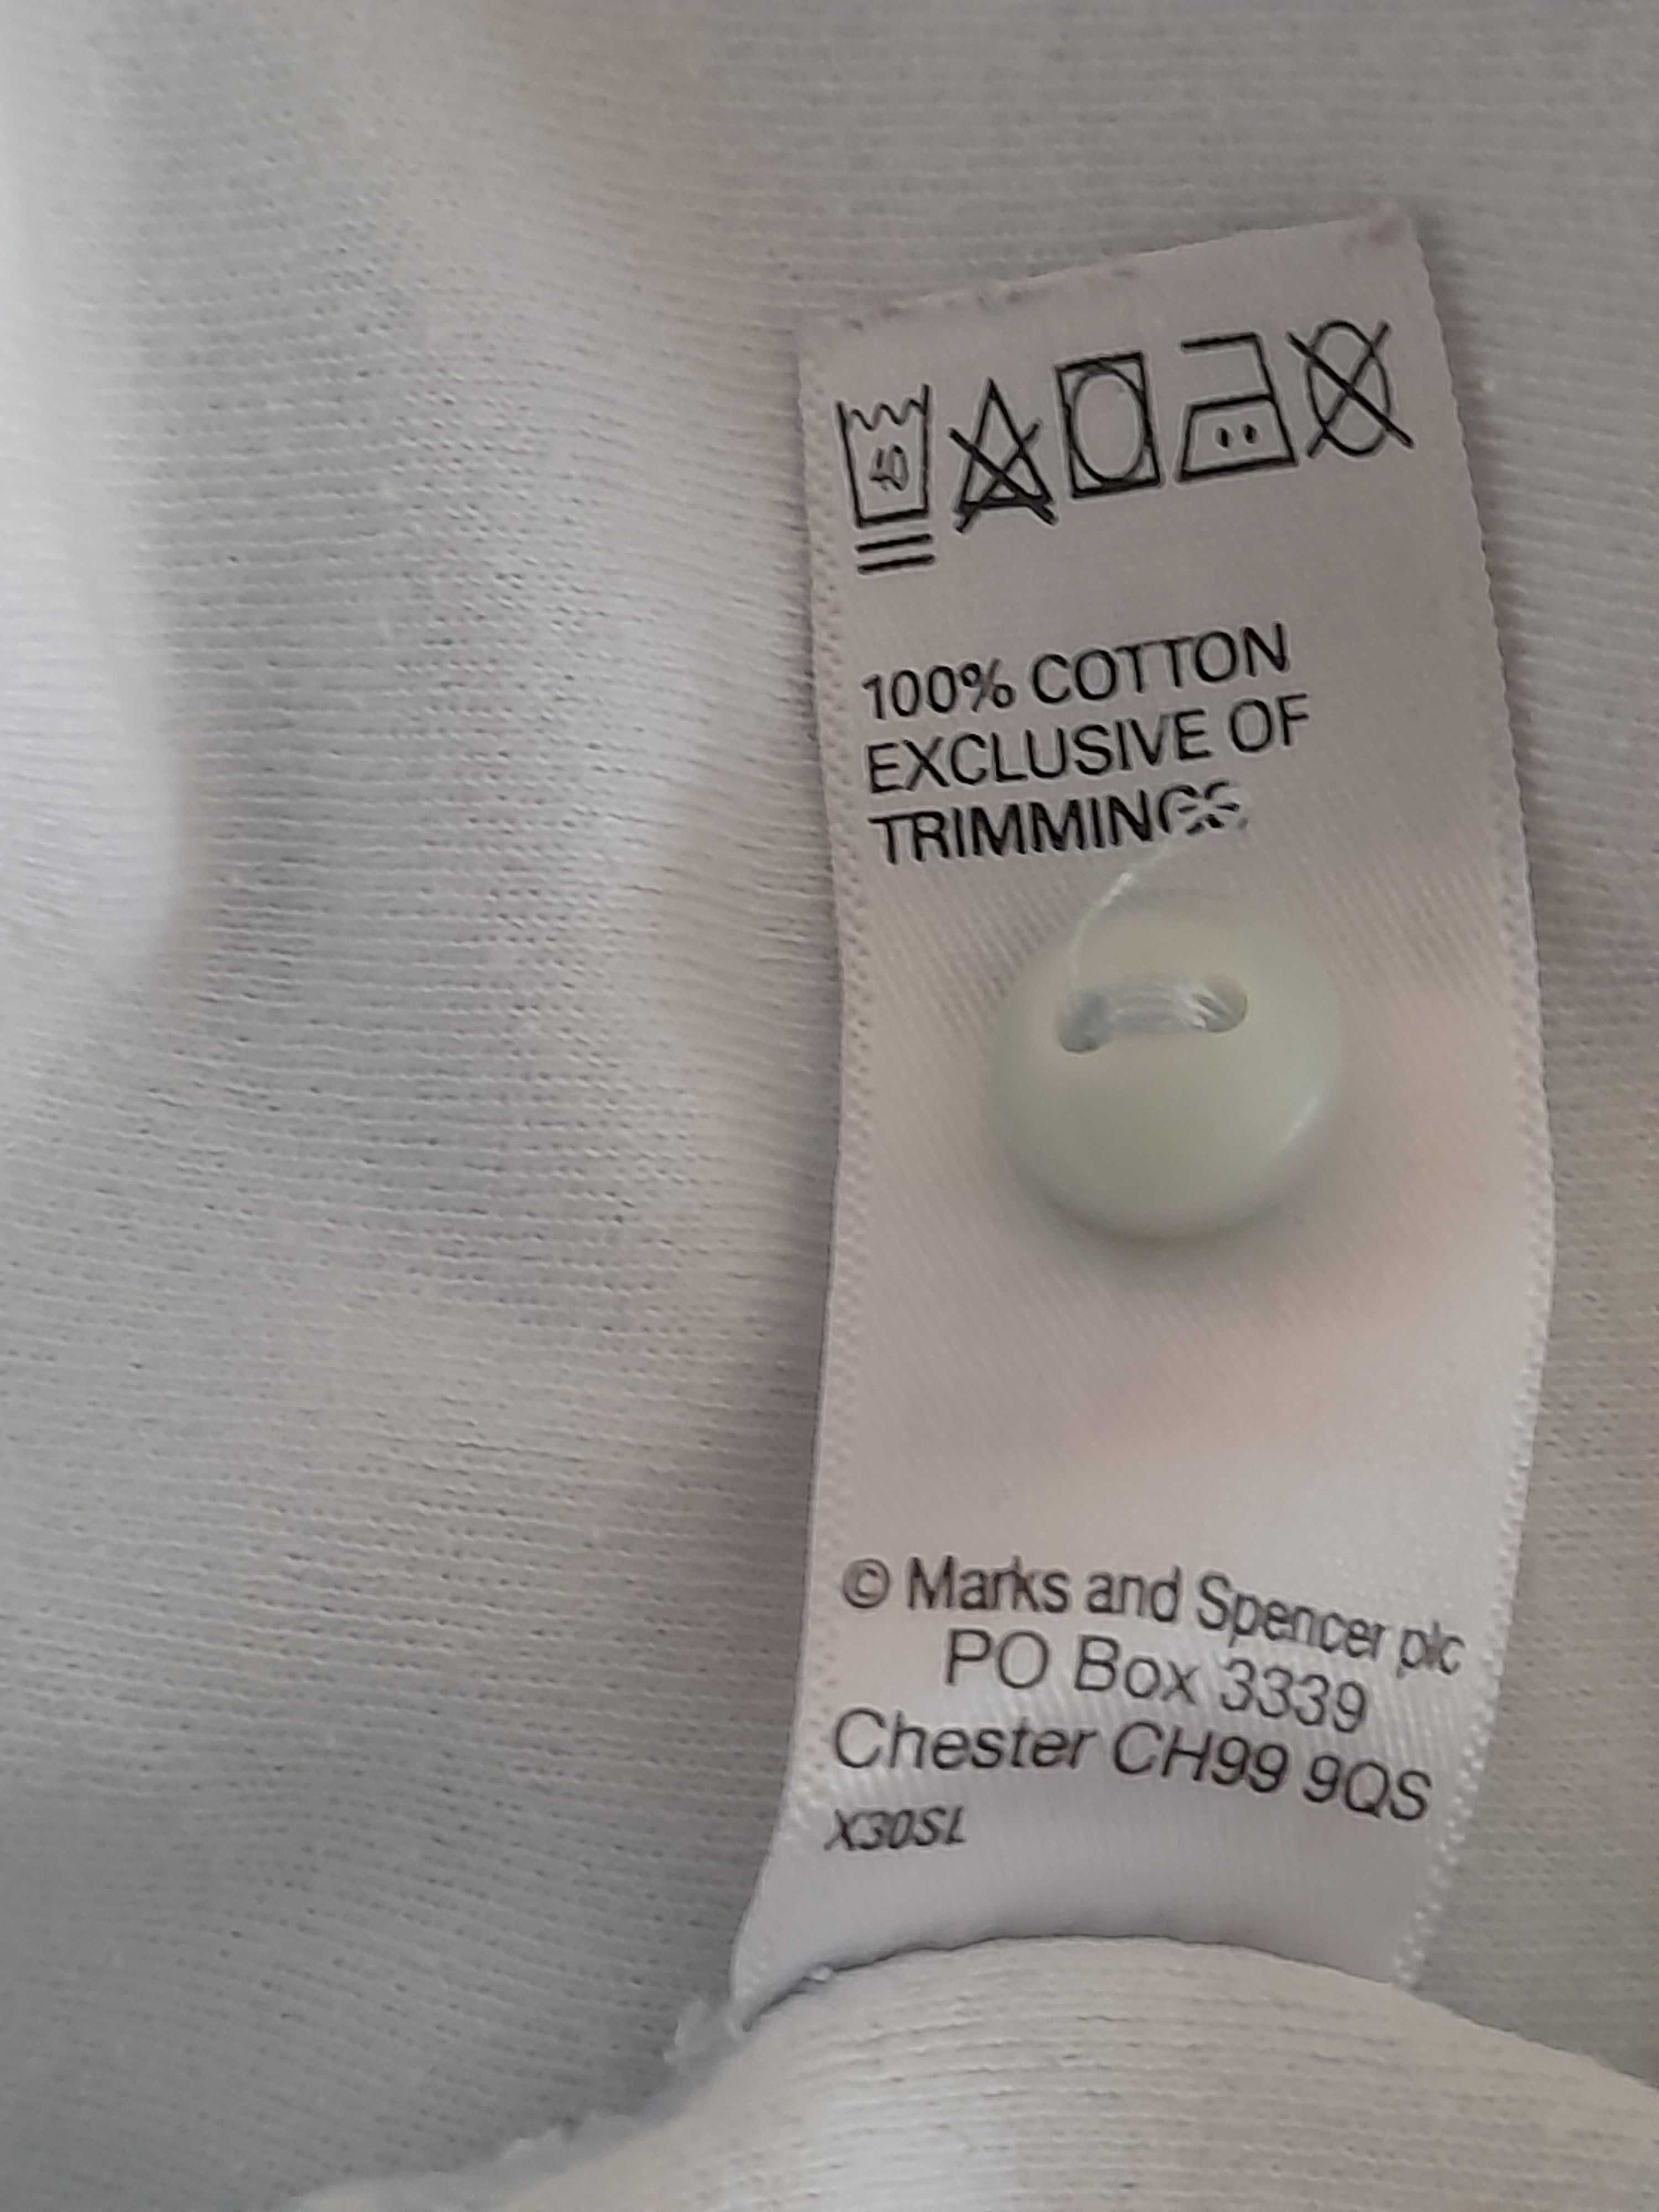 40
100% COTTON
EXCLUSIVE OF
TRIMMINGS
© Marks and Spencer plc
PO Box 3339
Chester CH99 9QS
X30SL